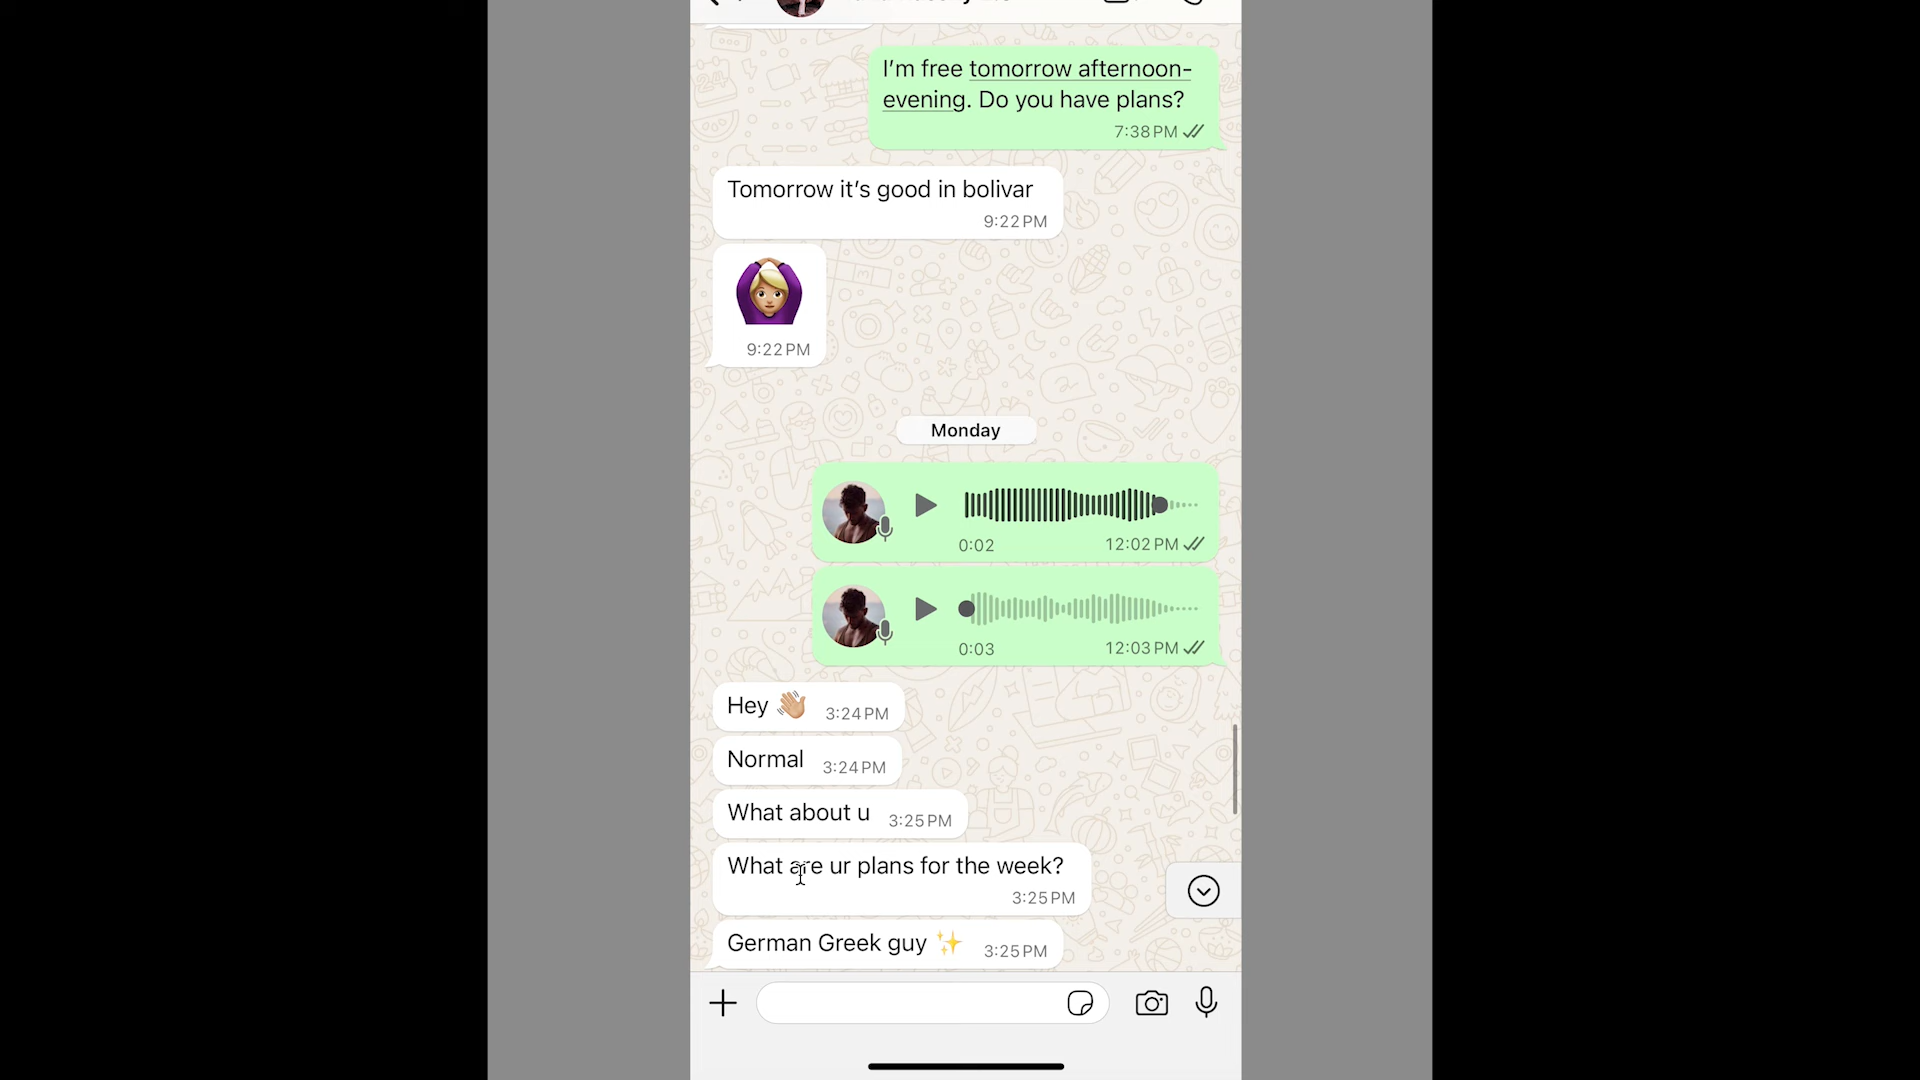 I'm free tomorrow afternoon-
evening. Do you have plans?
7:38 PM
Tomorrow it's good in bolivar
9:22 PM
9:22 PM
Monday
0:02 12:02 PM
0:03 12:03 PM
Hey 👋🏼 3:24 PM
Normal 3:24 PM
What about u 3:25 PM
What are ur plans for the week?
3:25 PM
German Greek guy ✨ 3:25 PM